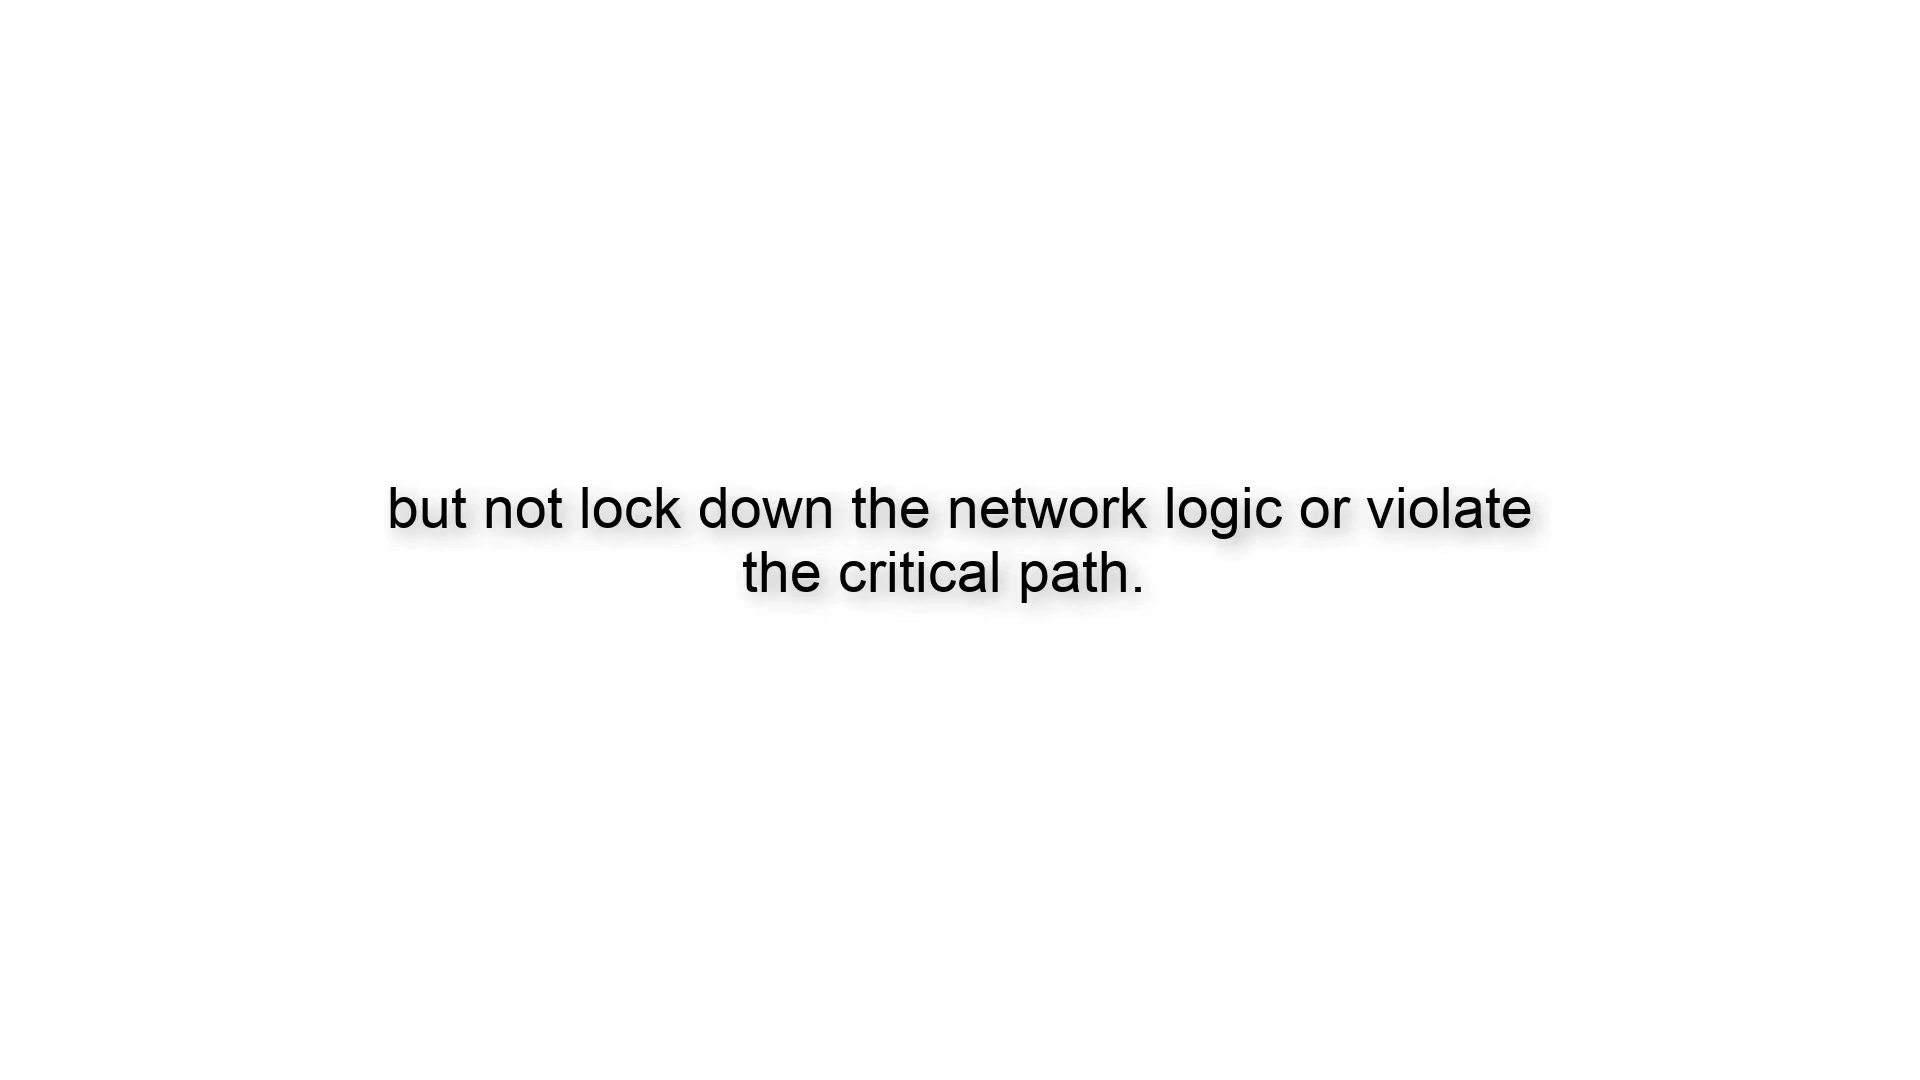 but not lock down the network logic or violate
the critical path.